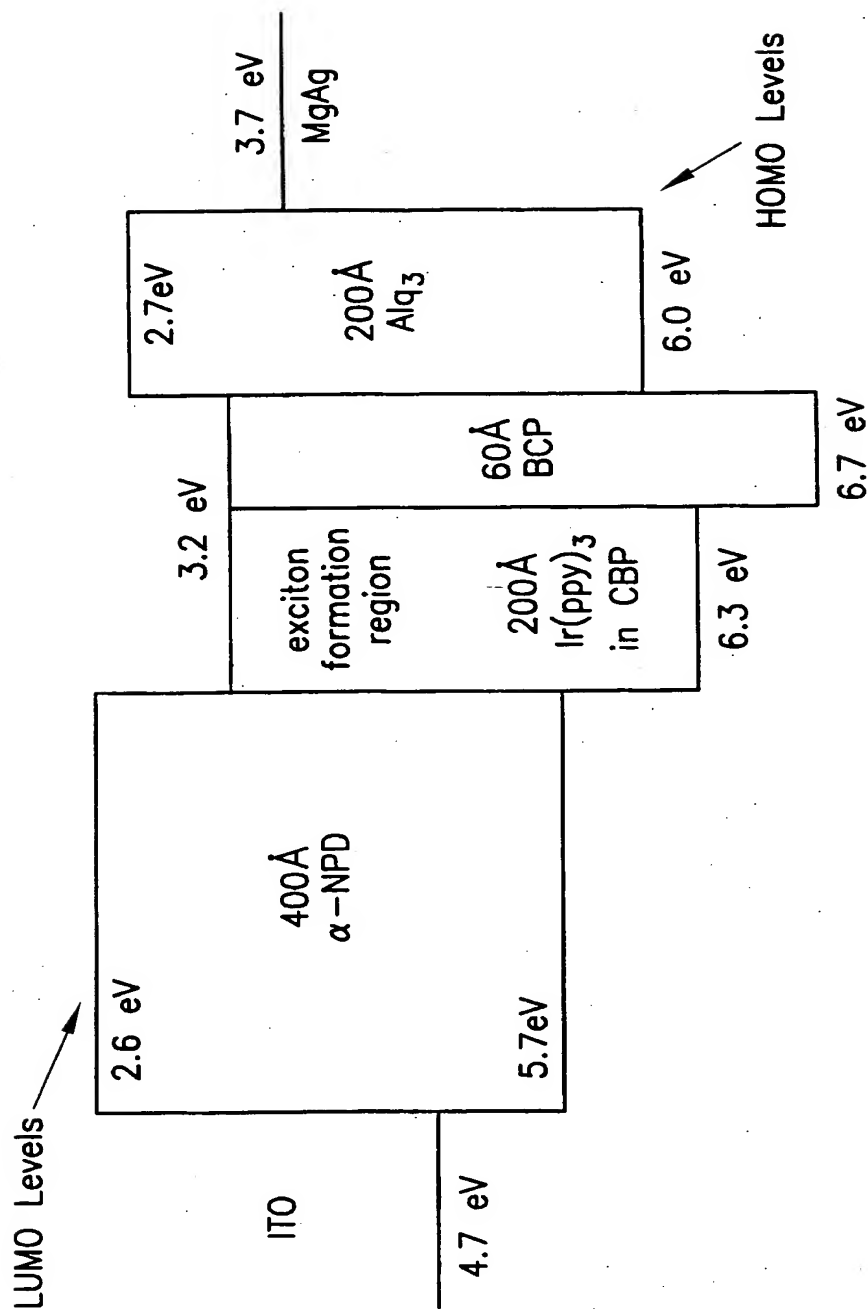 LUMO Levels
ITO
4.7 eV
2.6 eV
400Å
α-NPD
5.7eV
3.2 eV
exciton
formation
region
200Å
Ir(ppy)3
in CBP
6.3 eV
60Å
BCP
6.7 eV
2.7eV
200Å
Alq3
6.0 eV
3.7 eV
MgAg
HOMO Levels